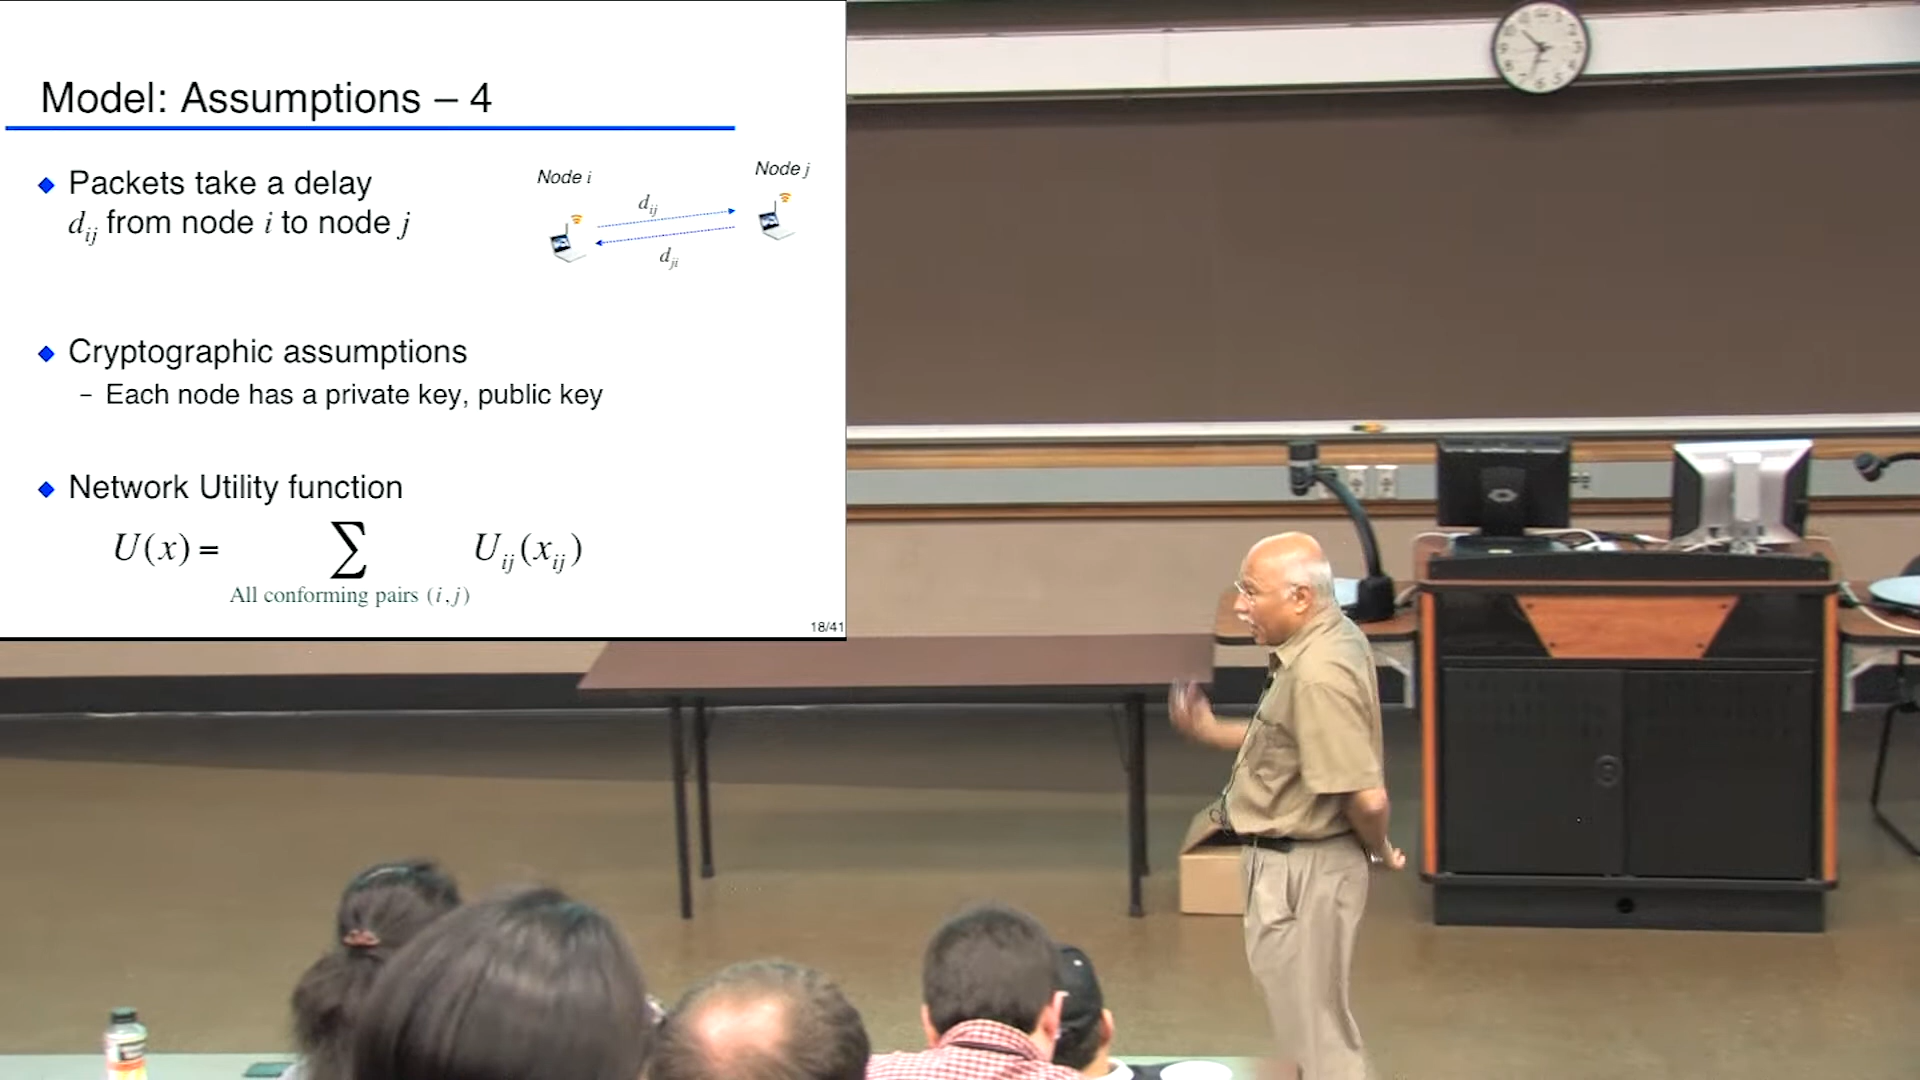 Model: Assumptions – 4
Packets take a delay
d_ij from node i to node j
Node i
Node j
d_ij
d_ji
Cryptographic assumptions
– Each node has a private key, public key
Network Utility function
U(x) = ∑ U_ij(x_ij)
All conforming pairs (i, j)
18/41